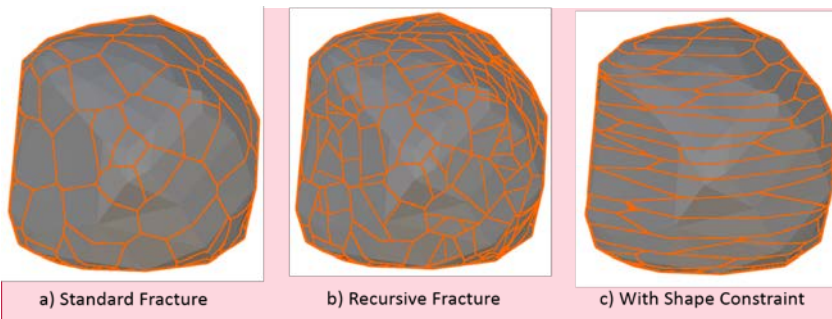 a) Standard Fracture
b) Recursive Fracture
c) With Shape Constraint